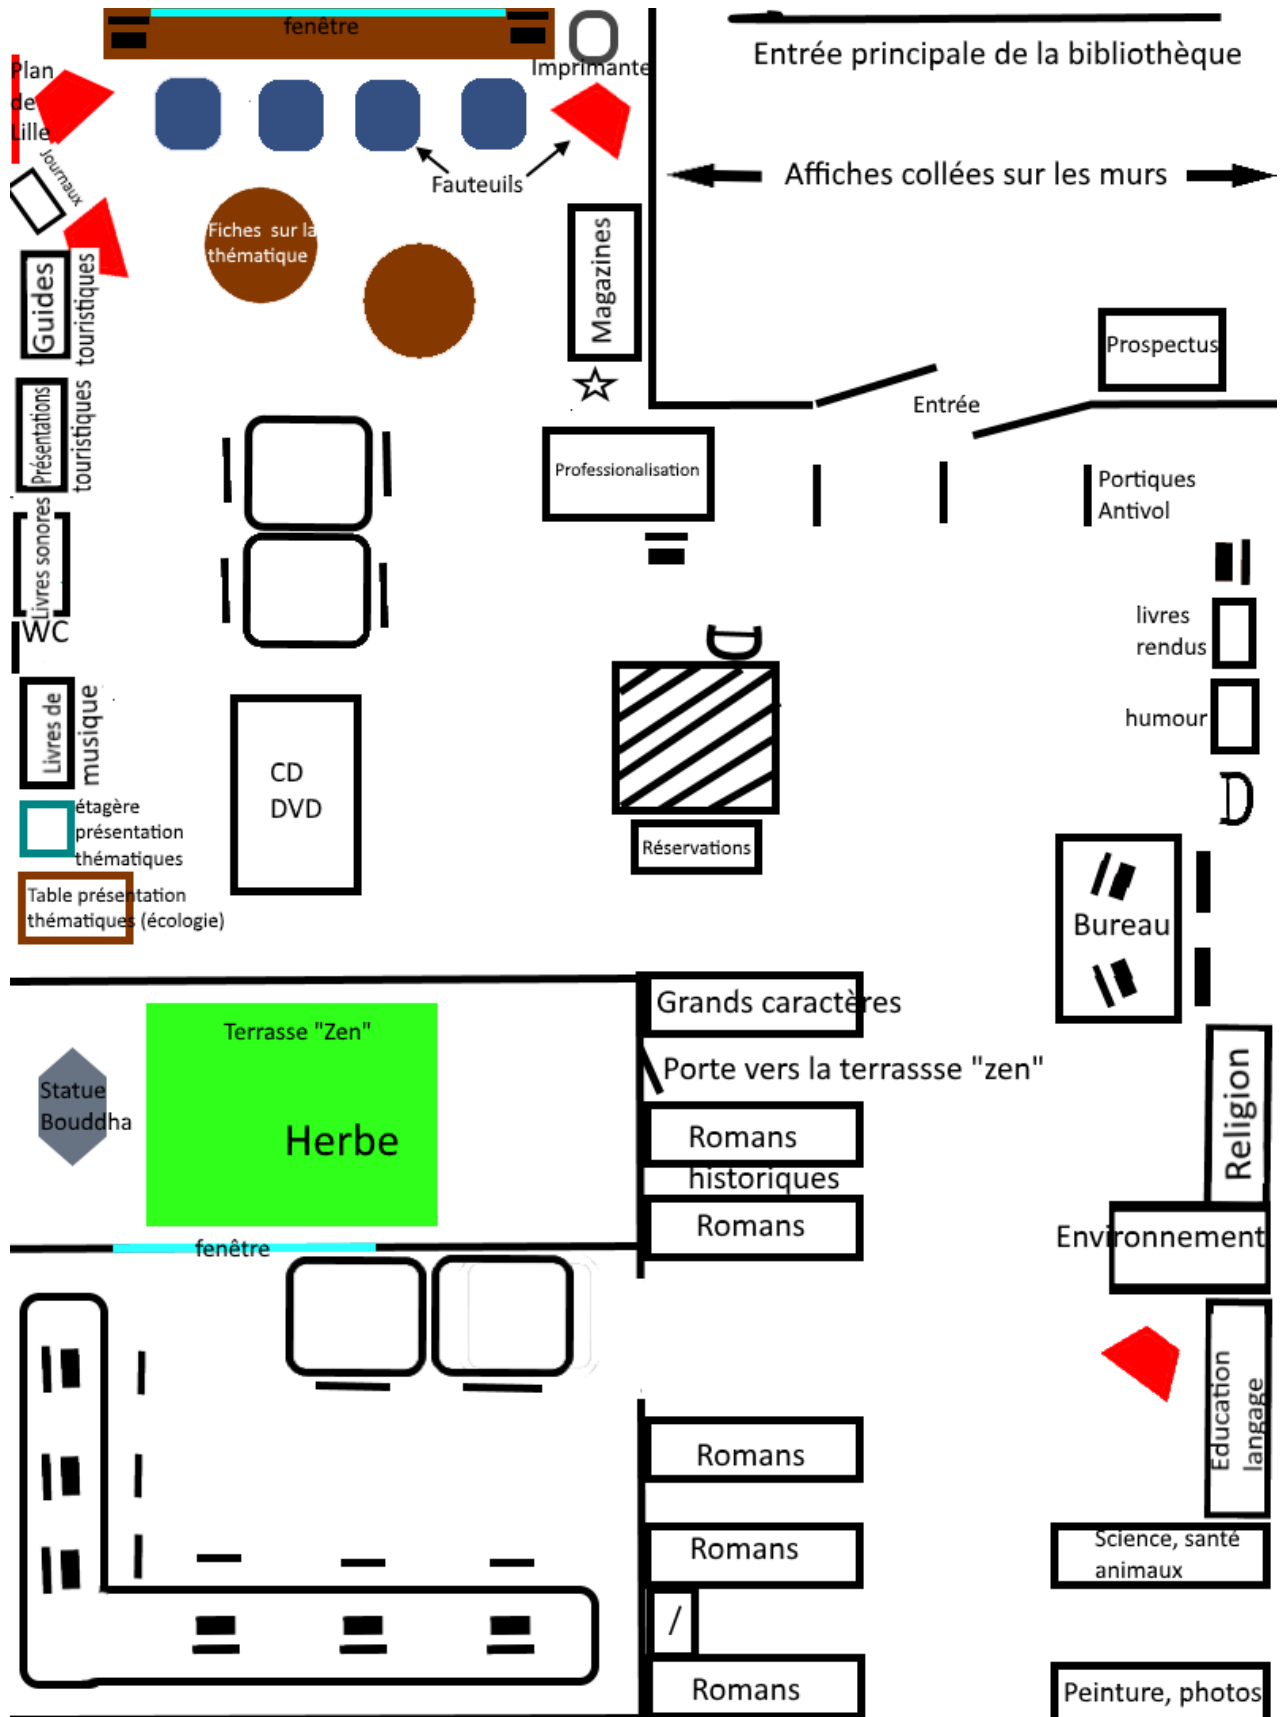 fenêtre
Entrée principale de la bibliothèque
Plan
de
Lille
Imprimante
Journaux
Fauteuils
Affiches collées sur les murs
Fiches sur la
thématique
Magazines
Guides
touristiques
Prospectus
Présentations
touristiques
Entrée
Professionalisation
Portiques
Antivol
Livres sonores
WC
livres
rendus
humour
Livres de
musique
CD
DVD
étagère
présentation
thématiques
Réservations
Table présentation
thématiques (écologie)
Bureau
Grands caractères
Terrasse "Zen"
Porte vers la terrassse "zen"
Statue
Bouddha
Herbe
Religion
Romans
historiques
Romans
Environnement
fenêtre
Education
langage
Romans
Romans
Science, santé
animaux
/
Romans
Peinture, photos